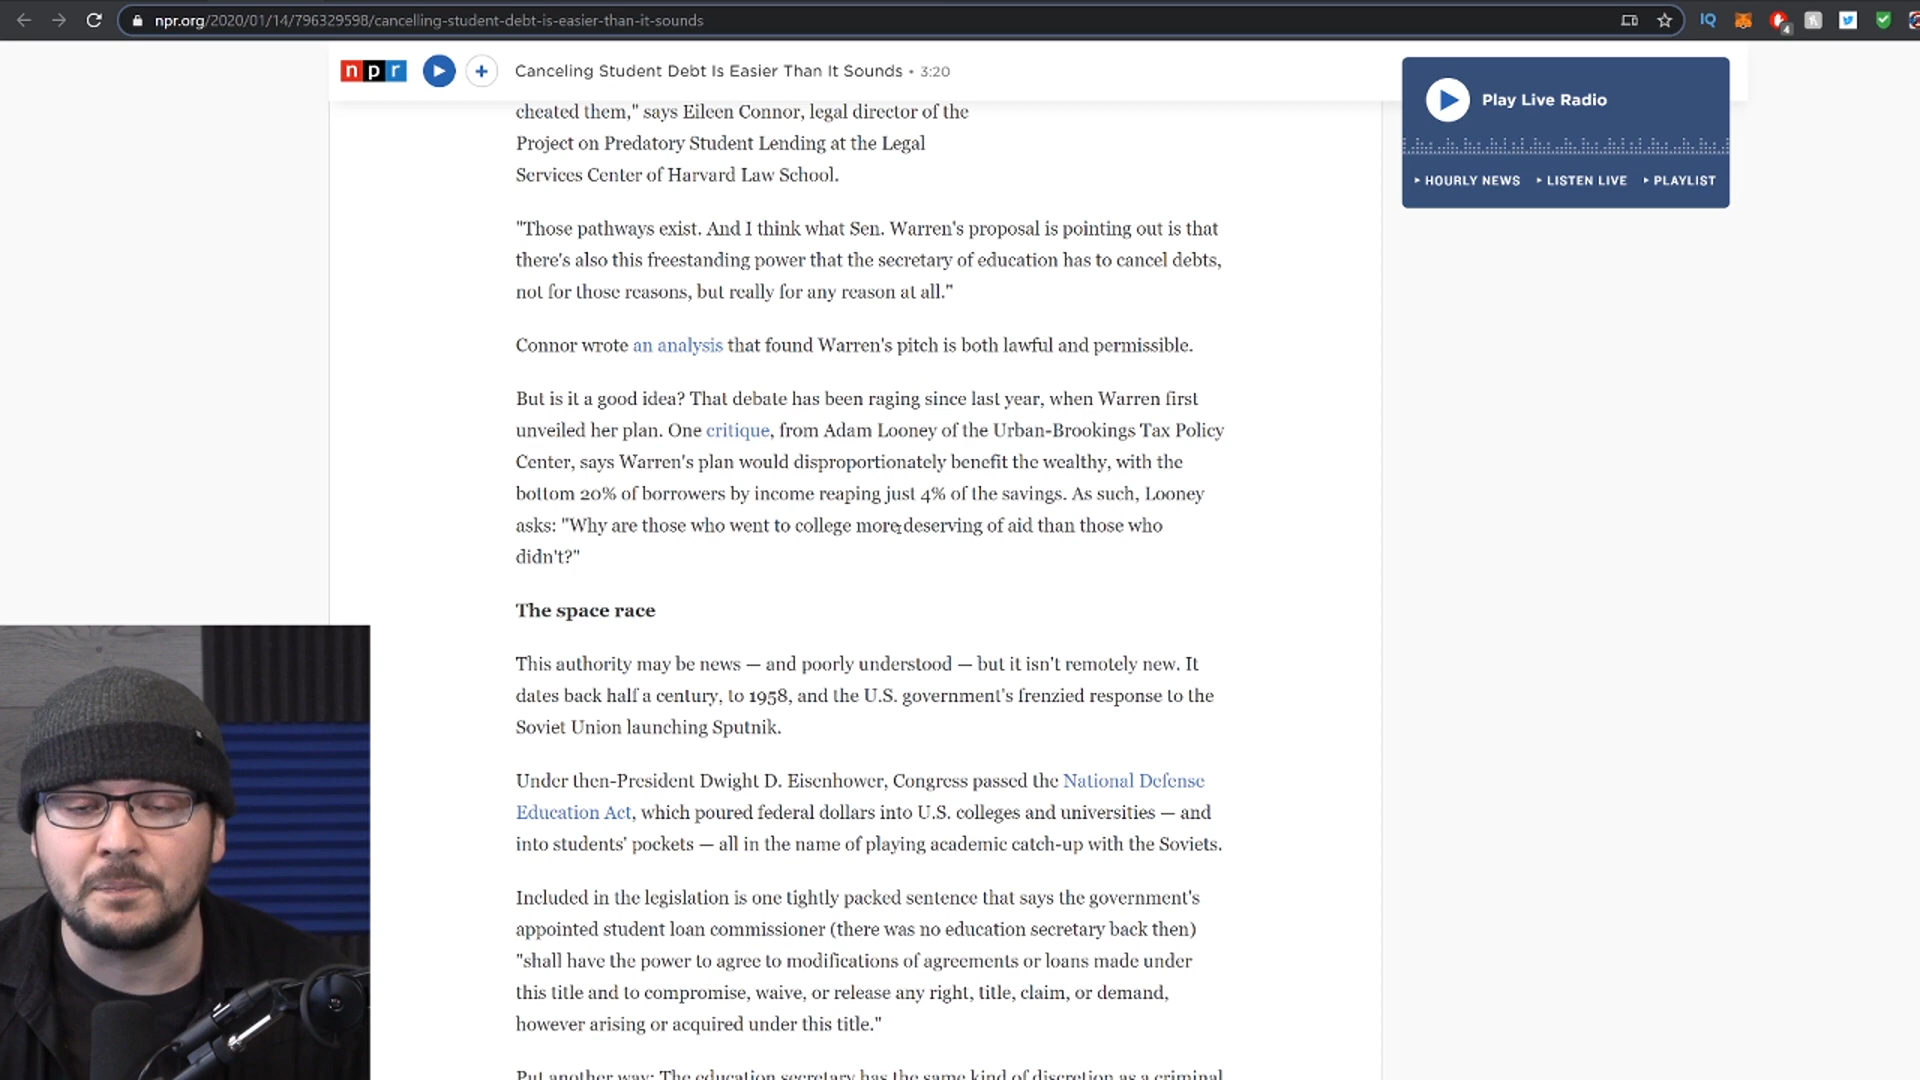 npr.org/2020/01/14/796329598/cancelling-student-debt-is-easier-than-it-sounds
IQ
4
npr
Canceling Student Debt Is Easier Than It Sounds • 3:20
Play Live Radio
HOURLY NEWS
LISTEN LIVE
PLAYLIST
cheated them," says Eileen Connor, legal director of the
Project on Predatory Student Lending at the Legal
Services Center of Harvard Law School.
"Those pathways exist. And I think what Sen. Warren's proposal is pointing out is that
there's also this freestanding power that the secretary of education has to cancel debts,
not for those reasons, but really for any reason at all."
Connor wrote an analysis that found Warren's pitch is both lawful and permissible.
But is it a good idea? That debate has been raging since last year, when Warren first
unveiled her plan. One critique, from Adam Looney of the Urban-Brookings Tax Policy
Center, says Warren's plan would disproportionately benefit the wealthy, with the
bottom 20% of borrowers by income reaping just 4% of the savings. As such, Looney
asks: "Why are those who went to college more deserving of aid than those who
didn't?"
The space race
This authority may be news — and poorly understood — but it isn't remotely new. It
dates back half a century, to 1958, and the U.S. government's frenzied response to the
Soviet Union launching Sputnik.
Under then-President Dwight D. Eisenhower, Congress passed the National Defense
Education Act, which poured federal dollars into U.S. colleges and universities — and
into students' pockets — all in the name of playing academic catch-up with the Soviets.
Included in the legislation is one tightly packed sentence that says the government's
appointed student loan commissioner (there was no education secretary back then)
"shall have the power to agree to modifications of agreements or loans made under
this title and to compromise, waive, or release any right, title, claim, or demand,
however arising or acquired under this title."
Put another way: The education secretary has the same kind of discretion as a criminal